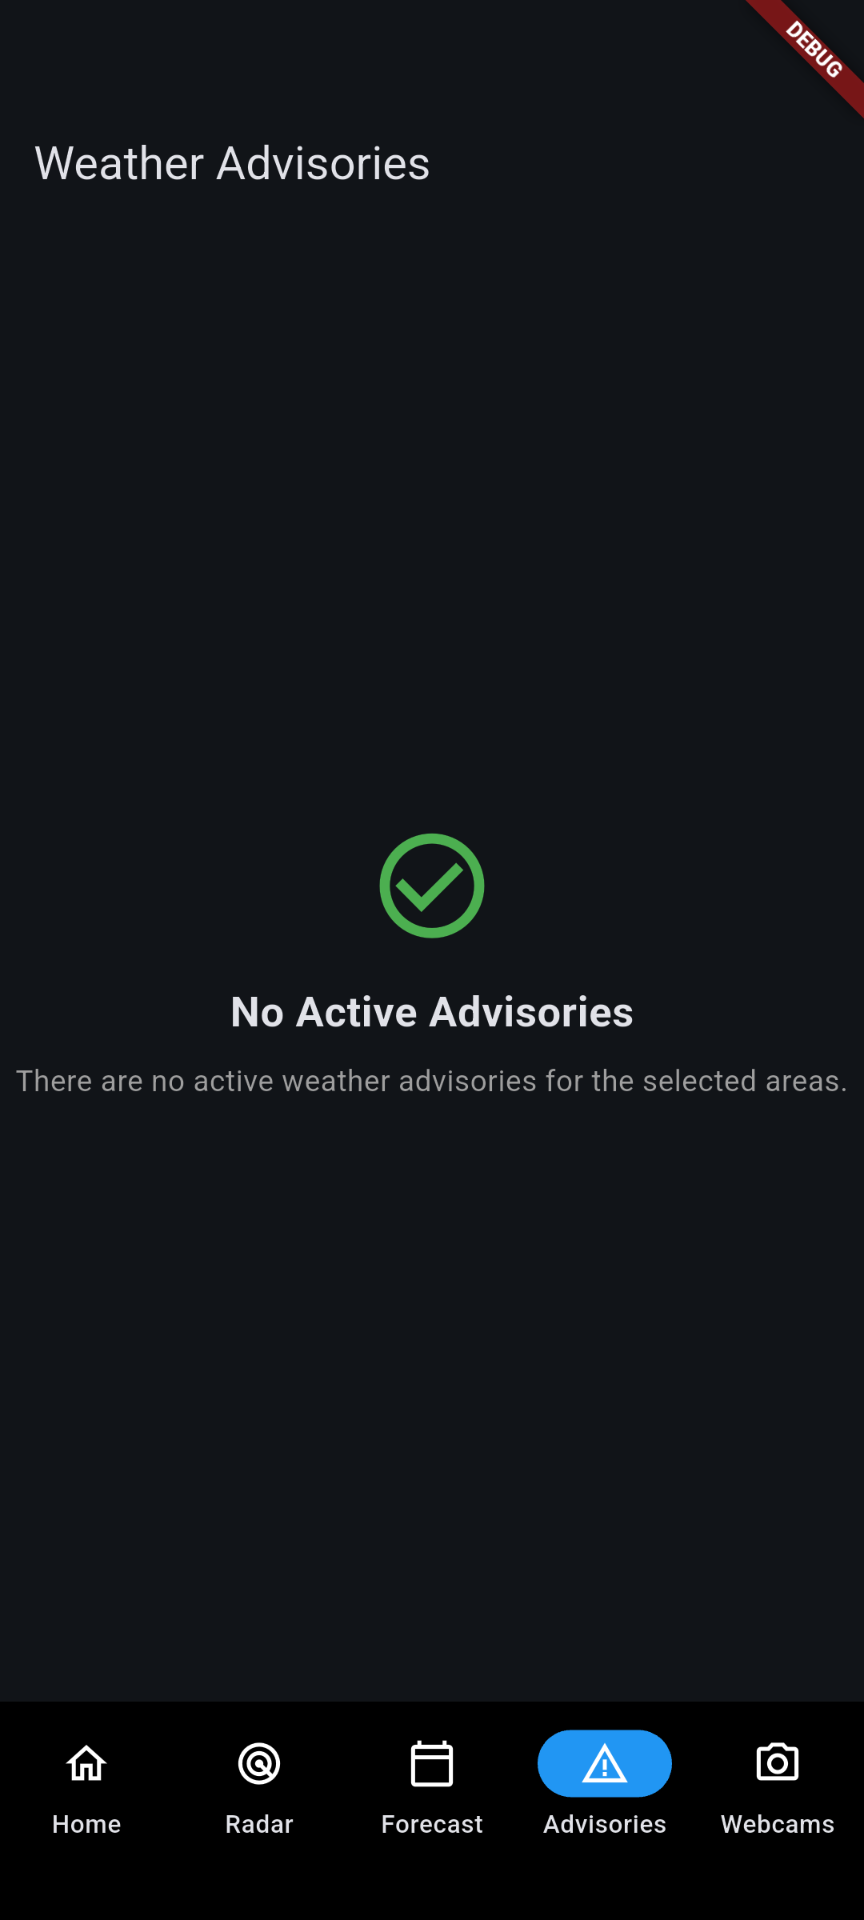 DEBUG
Weather Advisories
No Active Advisories
There are no active weather advisories for the selected areas.
Home
Radar
Forecast
Advisories
Webcams